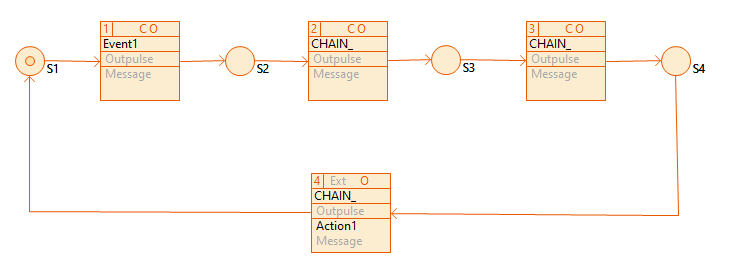 1 C O
Event1
Outpulse
Message
2 C O
CHAIN_
Outpulse
Message
3 C O
CHAIN_
Outpulse
Message
S1
S2
S3
S4
4 Ext O
CHAIN_
Outpulse
Action1
Message